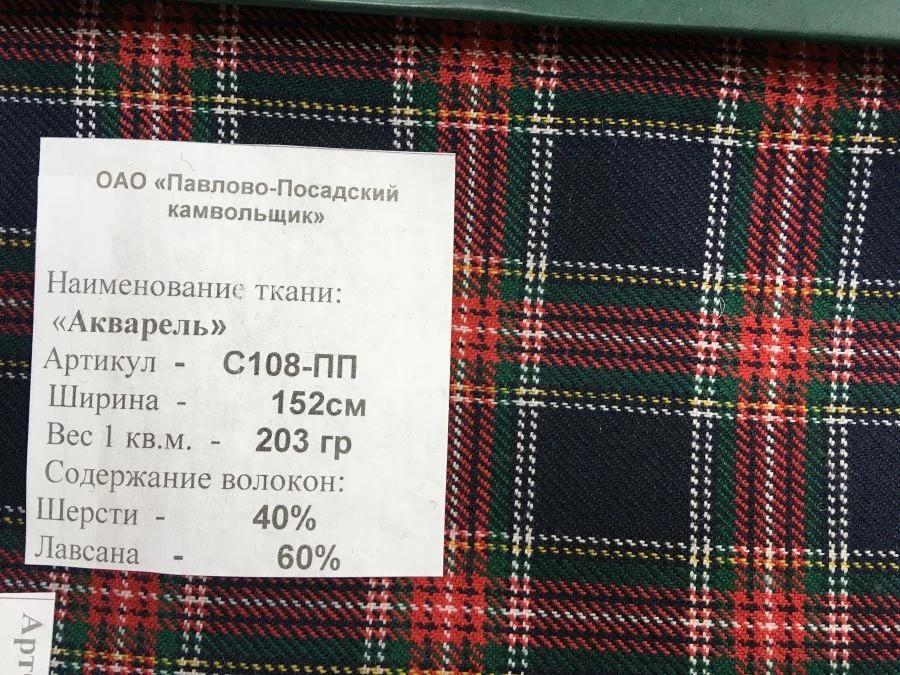 ОАО «Павлово-Посадский
камвольщик»
Наименование ткани:
«Акварель»
Артикул - С108-ПП
Ширина - 152см
Вес 1 кв.м. - 203 гр
Содержание волокон:
Шерсти - 40%
Лавсана - 60%